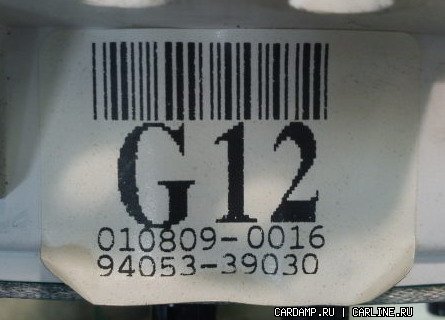 G12
010809-0016
94053-39030
CARDAMP.RU | CARLINE.RU